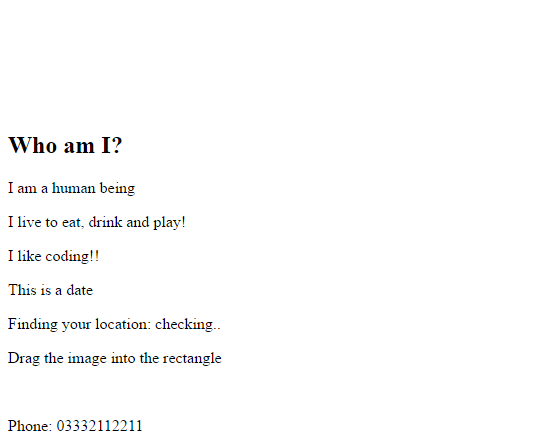 Who am I?
I am a human being
I live to eat, drink and play!
I like coding!!
This is a date
Finding your location: checking..
Drag the image into the rectangle
Phone: 03332112211